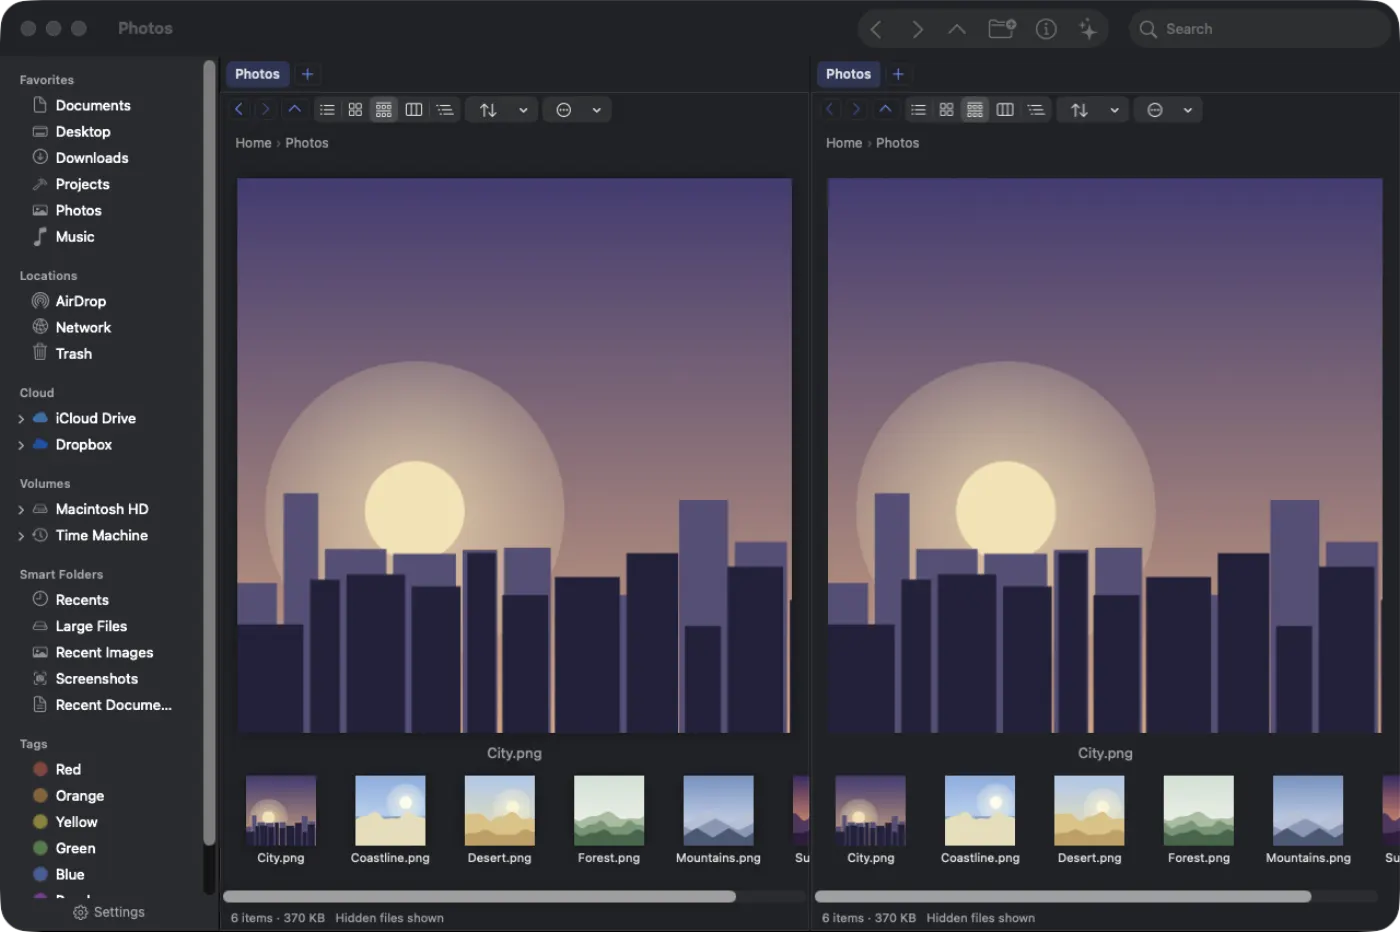 Photos
Search
Favorites
Documents
Desktop
Downloads
Projects
Photos
Music
Locations
AirDrop
Network
Trash
Cloud
iCloud Drive
Dropbox
Volumes
Macintosh HD
Time Machine
Smart Folders
Recents
Large Files
Recent Images
Screenshots
Recent Docume...
Tags
Red
Orange
Yellow
Green
Blue
Settings
Photos
Home › Photos
City.png
City.png Coastline.png Desert.png Forest.png Mountains.png Su
6 items · 370 KB Hidden files shown
Photos
Home › Photos
City.png
City.png Coastline.png Desert.png Forest.png Mountains.png Su
6 items · 370 KB Hidden files shown